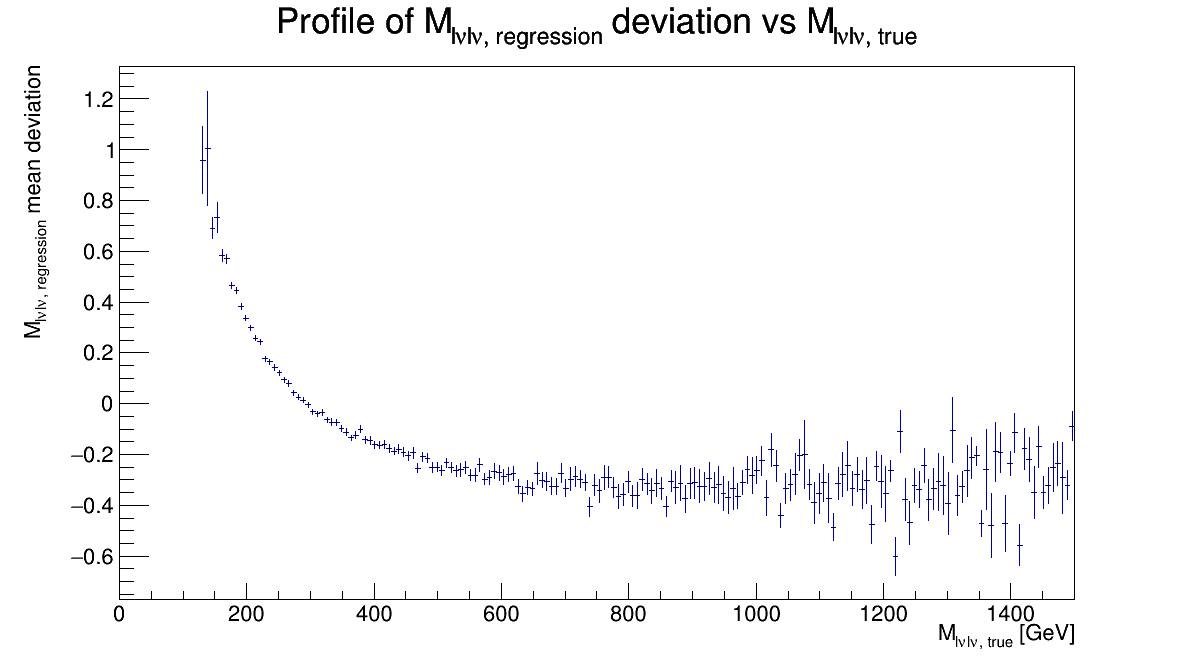 Profile of M_lνlν, regression deviation vs M_lνlν, true
M_lνlν, regression mean deviation
1.2
1
0.8
0.6
0.4
0.2
0
−0.2
−0.4
−0.6
0 200 400 600 800 1000 1200 1400
M_lνlν, true [GeV]